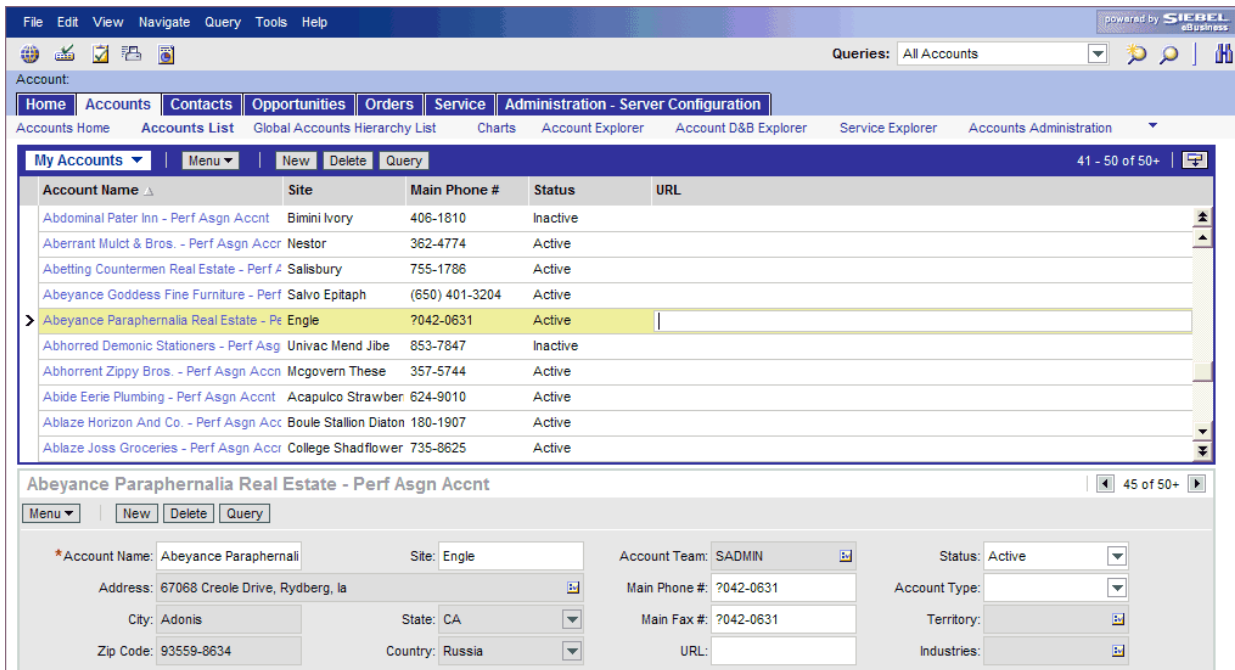 File Edit View Navigate Query Tools Help powered by SIEBEL eBusiness
Queries: All Accounts
Account:
Home Accounts Contacts Opportunities Orders Service Administration - Server Configuration
Accounts Home Accounts List Global Accounts Hierarchy List Charts Account Explorer Account D&B Explorer Service Explorer Accounts Administration
My Accounts Menu New Delete Query 41 - 50 of 50+
Account Name Site Main Phone # Status URL
Abdominal Pater Inn - Perf Asgn Accnt Bimini Ivory 406-1810 Inactive
Aberrant Mulct & Bros. - Perf Asgn Accr Nestor 362-4774 Active
Abetting Countermen Real Estate - Perf A Salisbury 755-1786 Active
Abeyance Goddess Fine Furniture - Perf Salvo Epitaph (650) 401-3204 Active
Abeyance Paraphernalia Real Estate - Pe Engle ?042-0631 Active
Abhorred Demonic Stationers - Perf Asg Univac Mend Jibe 853-7847 Inactive
Abhorrent Zippy Bros. - Perf Asgn Accn Mcgovern These 357-5744 Active
Abide Eerie Plumbing - Perf Asgn Accnt Acapulco Strawber 624-9010 Active
Ablaze Horizon And Co. - Perf Asgn Acc Boule Stallion Diaton 180-1907 Active
Ablaze Joss Groceries - Perf Asgn Accr College Shadflower 735-8625 Active
Abeyance Paraphernalia Real Estate - Perf Asgn Accnt 45 of 50+
Menu New Delete Query
*Account Name: Abeyance Paraphernali Site: Engle Account Team: SADMIN Status: Active
Address: 67068 Creole Drive, Rydberg, Ia Main Phone #: ?042-0631 Account Type:
City: Adonis State: CA Main Fax #: ?042-0631 Territory:
Zip Code: 93559-8634 Country: Russia URL: Industries: